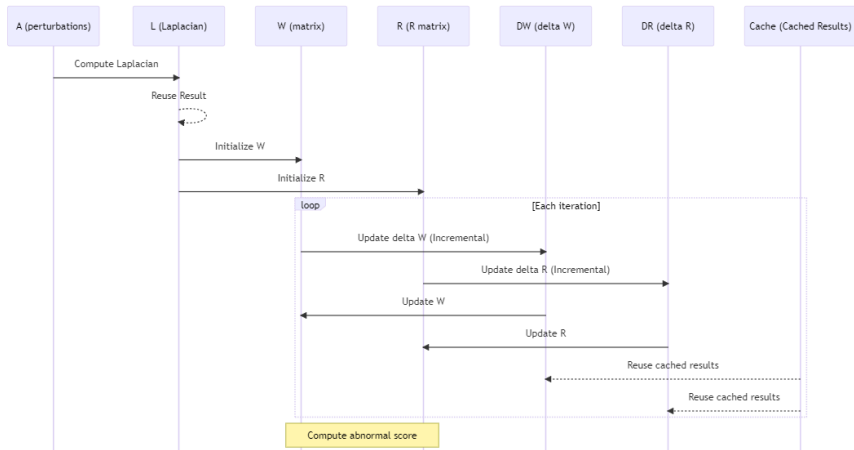 A (perturbations)
L (Laplacian)
W (matrix)
R (R matrix)
DW (delta W)
DR (delta R)
Cache (Cached Results)
Compute Laplacian
Reuse Result
Initialize W
Initialize R
loop
[Each iteration]
Update delta W (Incremental)
Update delta R (Incremental)
Update W
Update R
Reuse cached results
Reuse cached results
Compute abnormal score